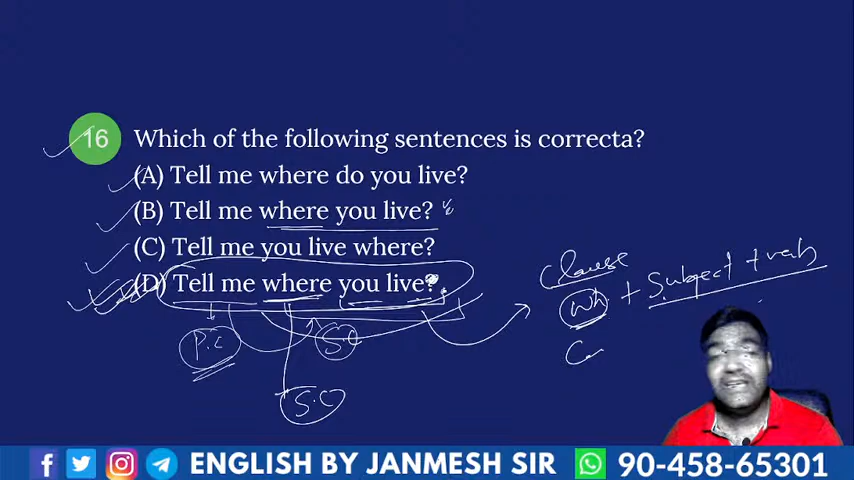 16 Which of the following sentences is correcta?
(A) Tell me where do you live?
(B) Tell me where you live?
(C) Tell me you live where?
(D) Tell me where you live?
Clause
Wh + Subject + verb
P.C
S.C
S.C
ENGLISH BY JANMESH SIR 90-458-65301